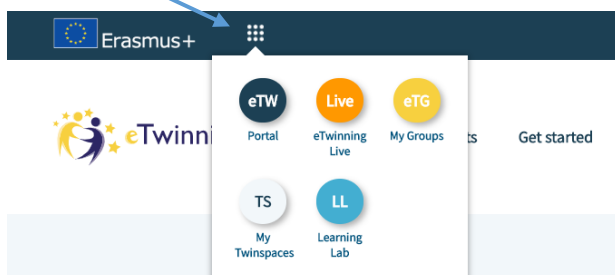 Erasmus+
eTW Live eTG
Portal eTwinning Live My Groups
eTwinni ts Get started
TS LL
My Twinspaces Learning Lab